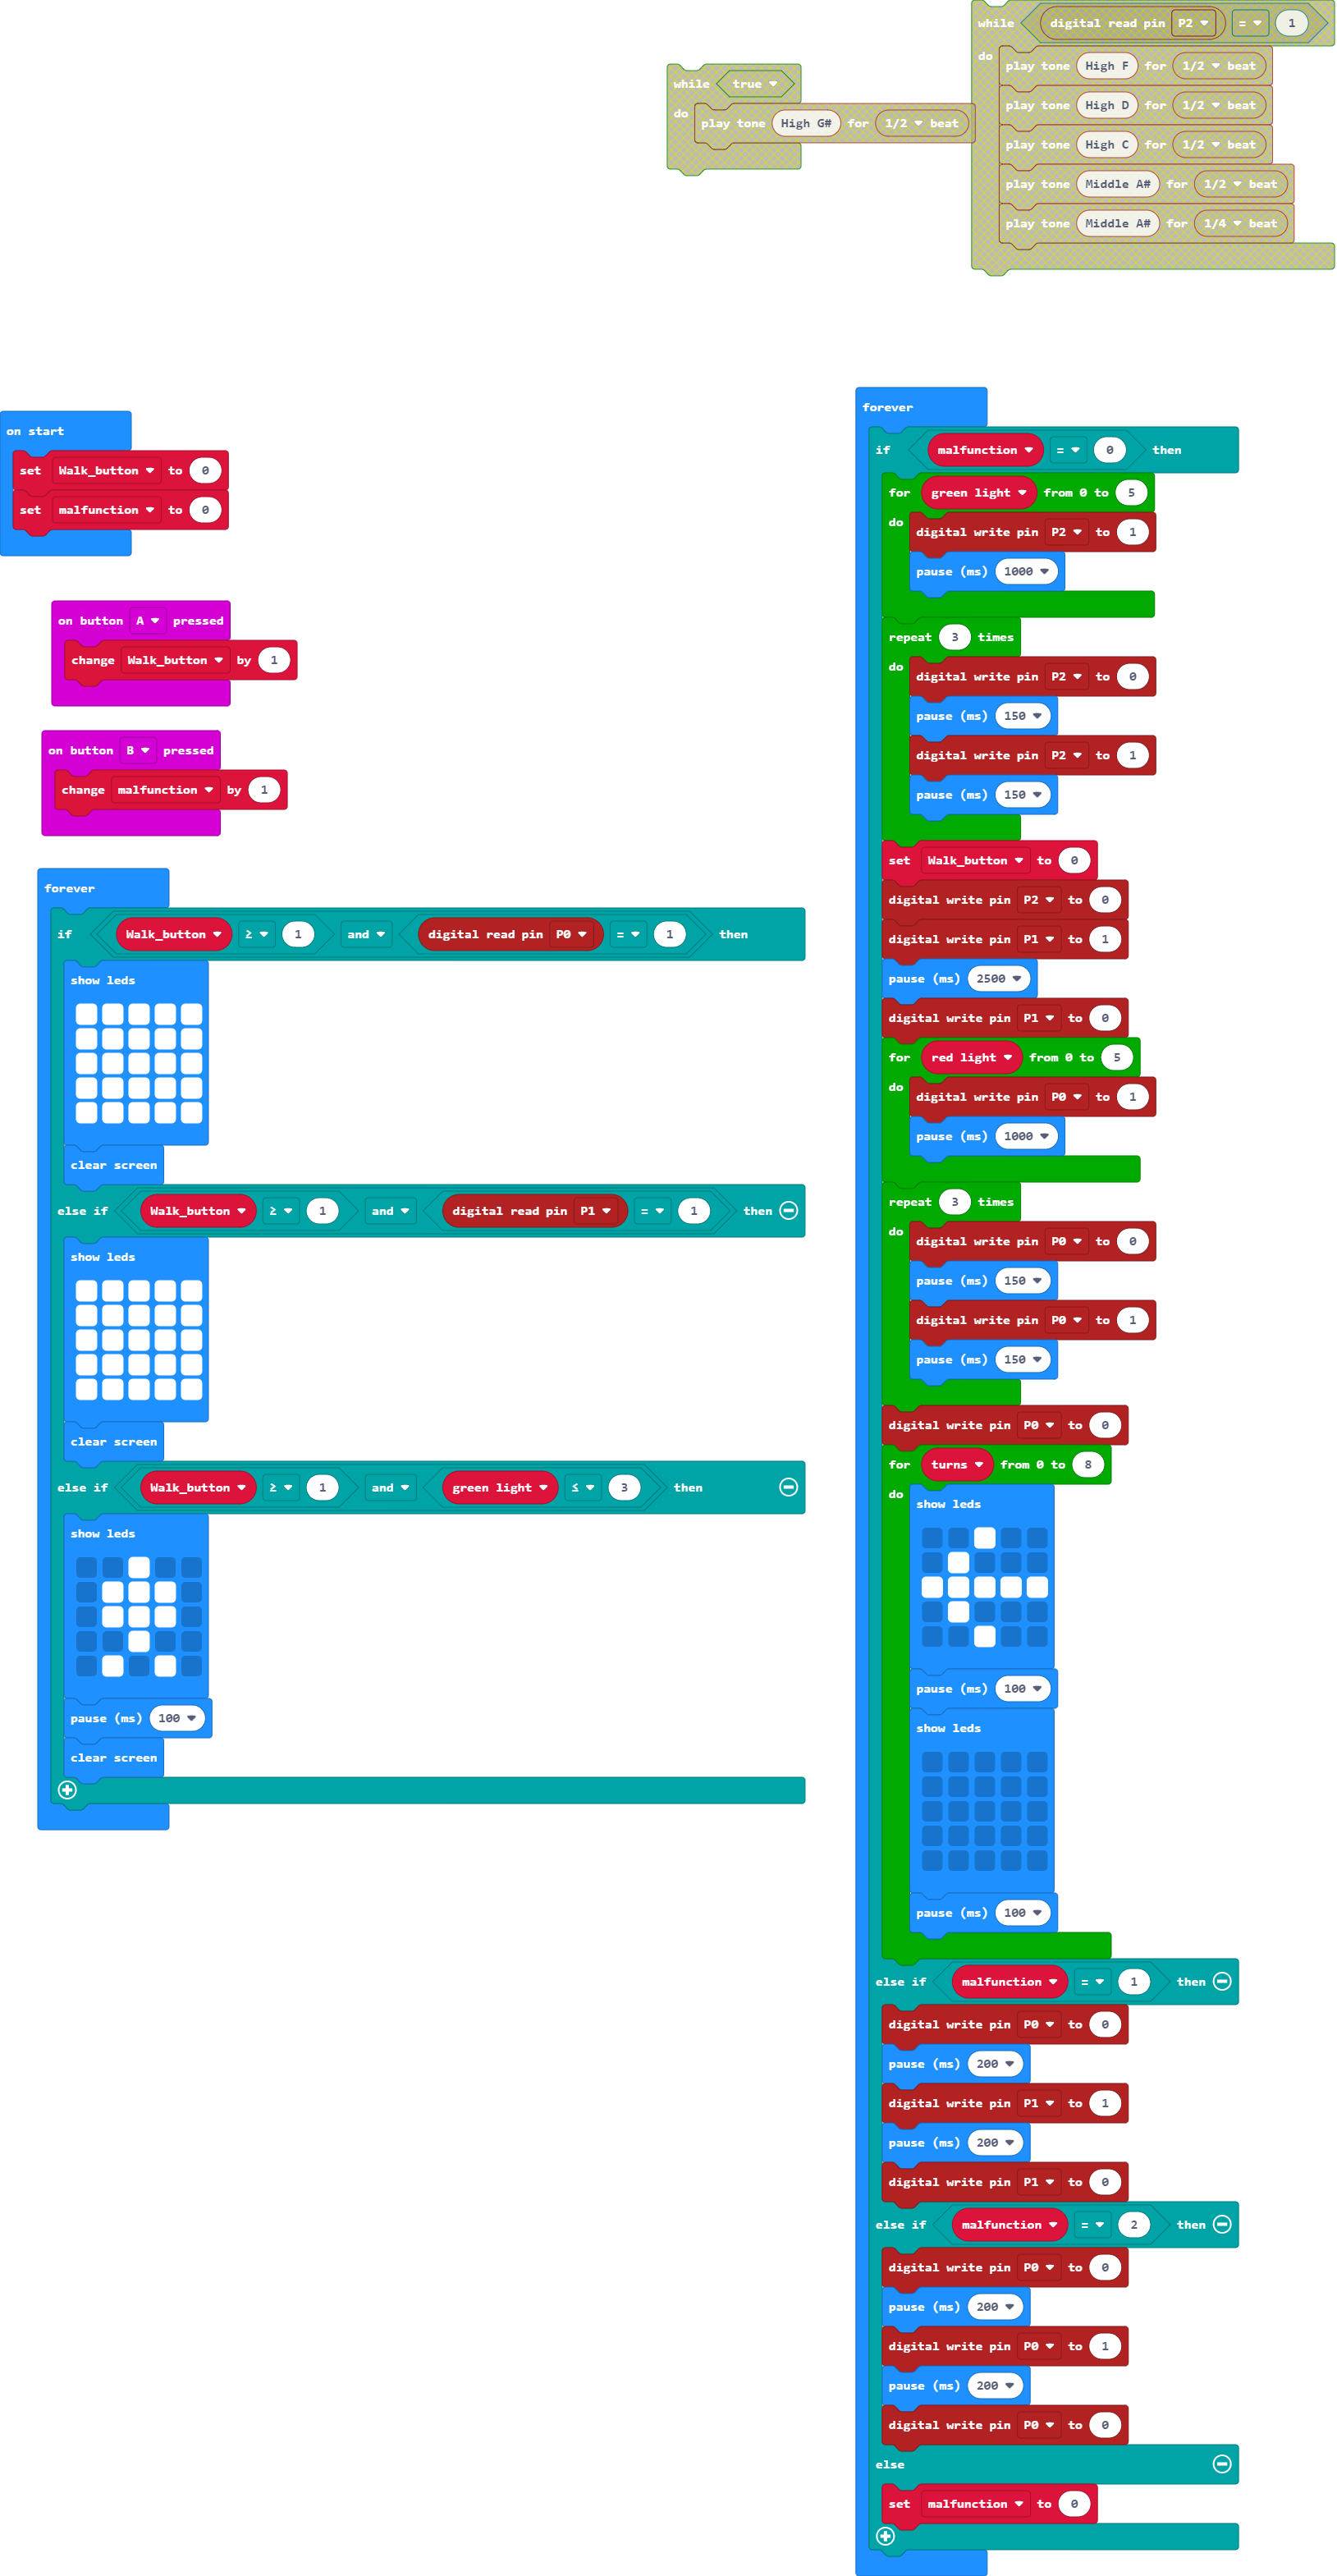 while true
do
play tone High G# for 1/2 beat
while digital read pin P2 = 1
do
play tone High F for 1/2 beat
play tone High D for 1/2 beat
play tone High C for 1/2 beat
play tone Middle A# for 1/2 beat
play tone Middle A# for 1/4 beat
on start
set Walk_button to 0
set malfunction to 0
on button A pressed
change Walk_button by 1
on button B pressed
change malfunction by 1
forever
if Walk_button ≥ 1 and digital read pin P0 = 1 then
show leds
clear screen
else if Walk_button ≥ 1 and digital read pin P1 = 1 then
show leds
clear screen
else if Walk_button ≥ 1 and green light ≤ 3 then
show leds
pause (ms) 100
clear screen
forever
if malfunction = 0 then
for green light from 0 to 5
do
digital write pin P2 to 1
pause (ms) 1000
repeat 3 times
do
digital write pin P2 to 0
pause (ms) 150
digital write pin P2 to 1
pause (ms) 150
set Walk_button to 0
digital write pin P2 to 0
digital write pin P1 to 1
pause (ms) 2500
digital write pin P1 to 0
for red light from 0 to 5
do
digital write pin P0 to 1
pause (ms) 1000
repeat 3 times
do
digital write pin P0 to 0
pause (ms) 150
digital write pin P0 to 1
pause (ms) 150
digital write pin P0 to 0
for turns from 0 to 8
do
show leds
pause (ms) 100
show leds
pause (ms) 100
else if malfunction = 1 then
digital write pin P0 to 0
pause (ms) 200
digital write pin P1 to 1
pause (ms) 200
digital write pin P1 to 0
else if malfunction = 2 then
digital write pin P0 to 0
pause (ms) 200
digital write pin P0 to 1
pause (ms) 200
digital write pin P0 to 0
else
set malfunction to 0